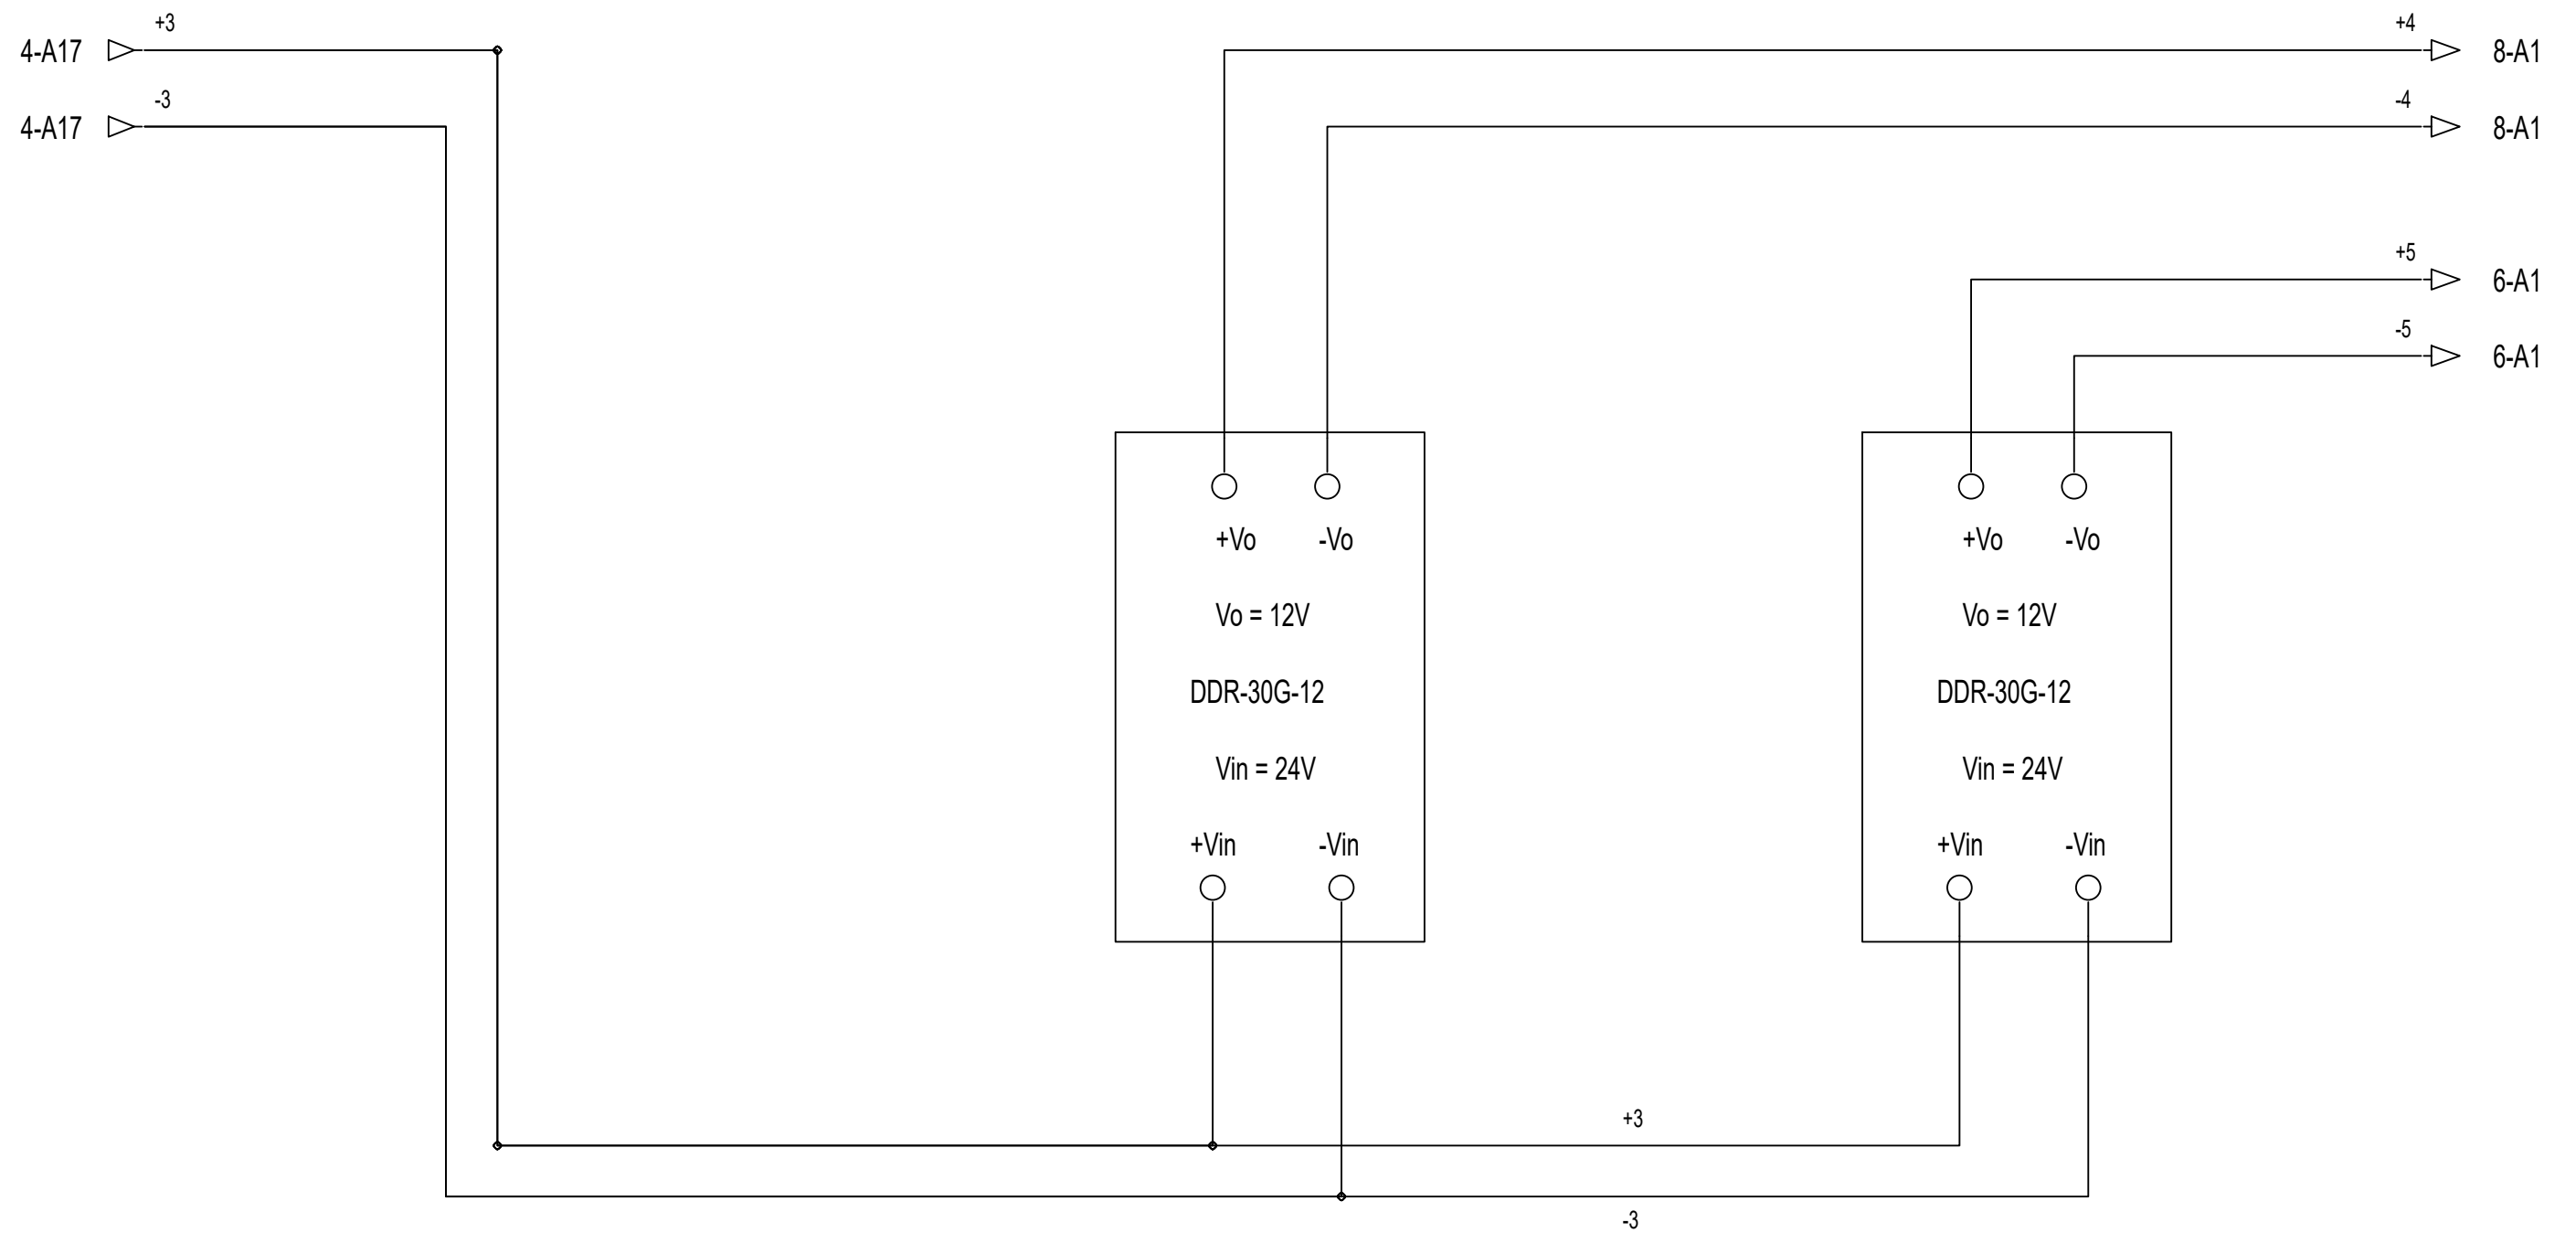 +3
4-A17
-3
4-A17
+4
8-A1
-4
8-A1
+5
6-A1
-5
6-A1
+Vo -Vo
Vo = 12V
DDR-30G-12
Vin = 24V
+Vin -Vin
+Vo -Vo
Vo = 12V
DDR-30G-12
Vin = 24V
+Vin -Vin
+3
-3